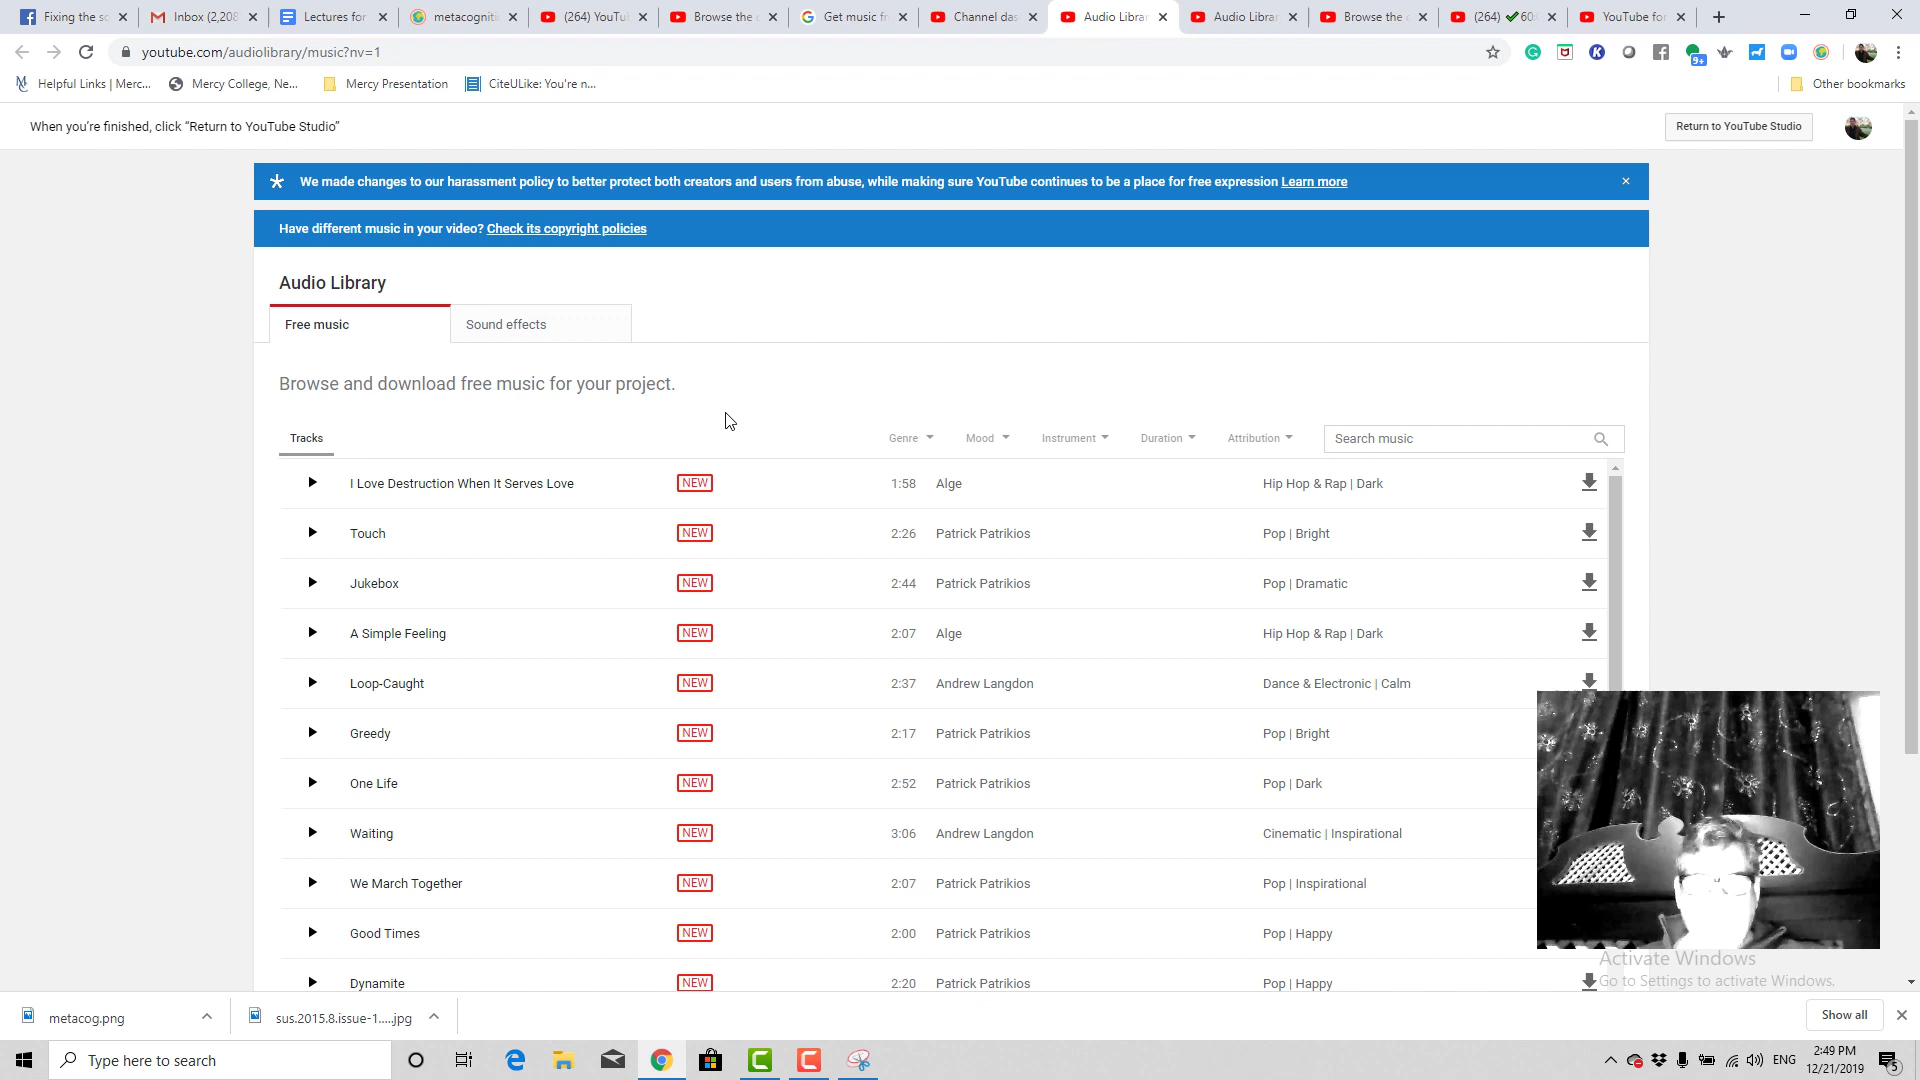 Fixing the sc
Inbox (2,208
Lectures for
metacogniti
(264) YouTu
Browse the c
Get music fr
Channel das
Audio Librar
Audio Librar
Browse the c
(264) ✔60:
YouTube for
youtube.com/audiolibrary/music?nv=1
9+
Helpful Links | Merc...
Mercy College, Ne...
Mercy Presentation
CiteULike: You're n...
Other bookmarks
When you're finished, click “Return to YouTube Studio”
Return to YouTube Studio
We made changes to our harassment policy to better protect both creators and users from abuse, while making sure YouTube continues to be a place for free expression Learn more
Have different music in your video? Check its copyright policies
Audio Library
Free music
Sound effects
Browse and download free music for your project.
Tracks
Genre
Mood
Instrument
Duration
Attribution
Search music
I Love Destruction When It Serves Love NEW 1:58 Alge Hip Hop & Rap | Dark
Touch NEW 2:26 Patrick Patrikios Pop | Bright
Jukebox NEW 2:44 Patrick Patrikios Pop | Dramatic
A Simple Feeling NEW 2:07 Alge Hip Hop & Rap | Dark
Loop-Caught NEW 2:37 Andrew Langdon Dance & Electronic | Calm
Greedy NEW 2:17 Patrick Patrikios Pop | Bright
One Life NEW 2:52 Patrick Patrikios Pop | Dark
Waiting NEW 3:06 Andrew Langdon Cinematic | Inspirational
We March Together NEW 2:07 Patrick Patrikios Pop | Inspirational
Good Times NEW 2:00 Patrick Patrikios Pop | Happy
Dynamite NEW 2:20 Patrick Patrikios Pop | Happy
Activate Windows
Go to Settings to activate Windows.
metacog.png
sus.2015.8.issue-1.....jpg
Show all
Type here to search
ENG
2:49 PM
12/21/2019
5